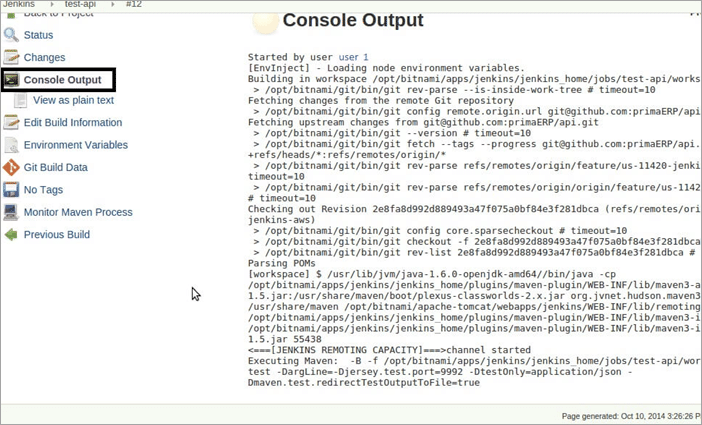 Jenkins test-api #12
Back to Project
Status
Changes
Console Output
View as plain text
Edit Build Information
Environment Variables
Git Build Data
No Tags
Monitor Maven Process
Previous Build
Console Output
Started by user user 1
[EnvInject] - Loading node environment variables.
Building in workspace /opt/bitnami/apps/jenkins/jenkins_home/jobs/test-api/works
> /opt/bitnami/git/bin/git rev-parse --is-inside-work-tree # timeout=10
Fetching changes from the remote Git repository
> /opt/bitnami/git/bin/git config remote.origin.url git@github.com:primaERP/api.
Fetching upstream changes from git@github.com:primaERP/api.git
> /opt/bitnami/git/bin/git --version # timeout=10
> /opt/bitnami/git/bin/git fetch --tags --progress git@github.com:primaERP/api.
+refs/heads/*:refs/remotes/origin/*
> /opt/bitnami/git/bin/git rev-parse refs/remotes/origin/feature/us-11420-jenki
timeout=10
> /opt/bitnami/git/bin/git rev-parse refs/remotes/origin/origin/feature/us-1142
# timeout=10
Checking out Revision 2e8fa8d992d889493a47f075a0bf84e3f281dbca (refs/remotes/ori
jenkins-aws)
> /opt/bitnami/git/bin/git config core.sparsecheckout # timeout=10
> /opt/bitnami/git/bin/git checkout -f 2e8fa8d992d889493a47f075a0bf84e3f281dbca
> /opt/bitnami/git/bin/git rev-list 2e8fa8d992d889493a47f075a0bf84e3f281dbca #
Parsing POMs
[workspace] $ /usr/lib/jvm/java-1.6.0-openjdk-amd64//bin/java -cp
/opt/bitnami/apps/jenkins/jenkins_home/plugins/maven-plugin/WEB-INF/lib/maven3-a
1.5.jar:/usr/share/maven/boot/plexus-classworlds-2.x.jar org.jvnet.hudson.maven3
/usr/share/maven /opt/bitnami/apache-tomcat/webapps/jenkins/WEB-INF/lib/remoting
/opt/bitnami/apps/jenkins/jenkins_home/plugins/maven-plugin/WEB-INF/lib/maven3-i
/opt/bitnami/apps/jenkins/jenkins_home/plugins/maven-plugin/WEB-INF/lib/maven3-i
1.5.jar 55438
<===[JENKINS REMOTING CAPACITY]===>channel started
Executing Maven:  -B -f /opt/bitnami/apps/jenkins/jenkins_home/jobs/test-api/wor
test -DargLine=-Djersey.test.port=9992 -DtestOnly=application/json -
Dmaven.test.redirectTestOutputToFile=true
Page generated: Oct 10, 2014 3:26:26 P